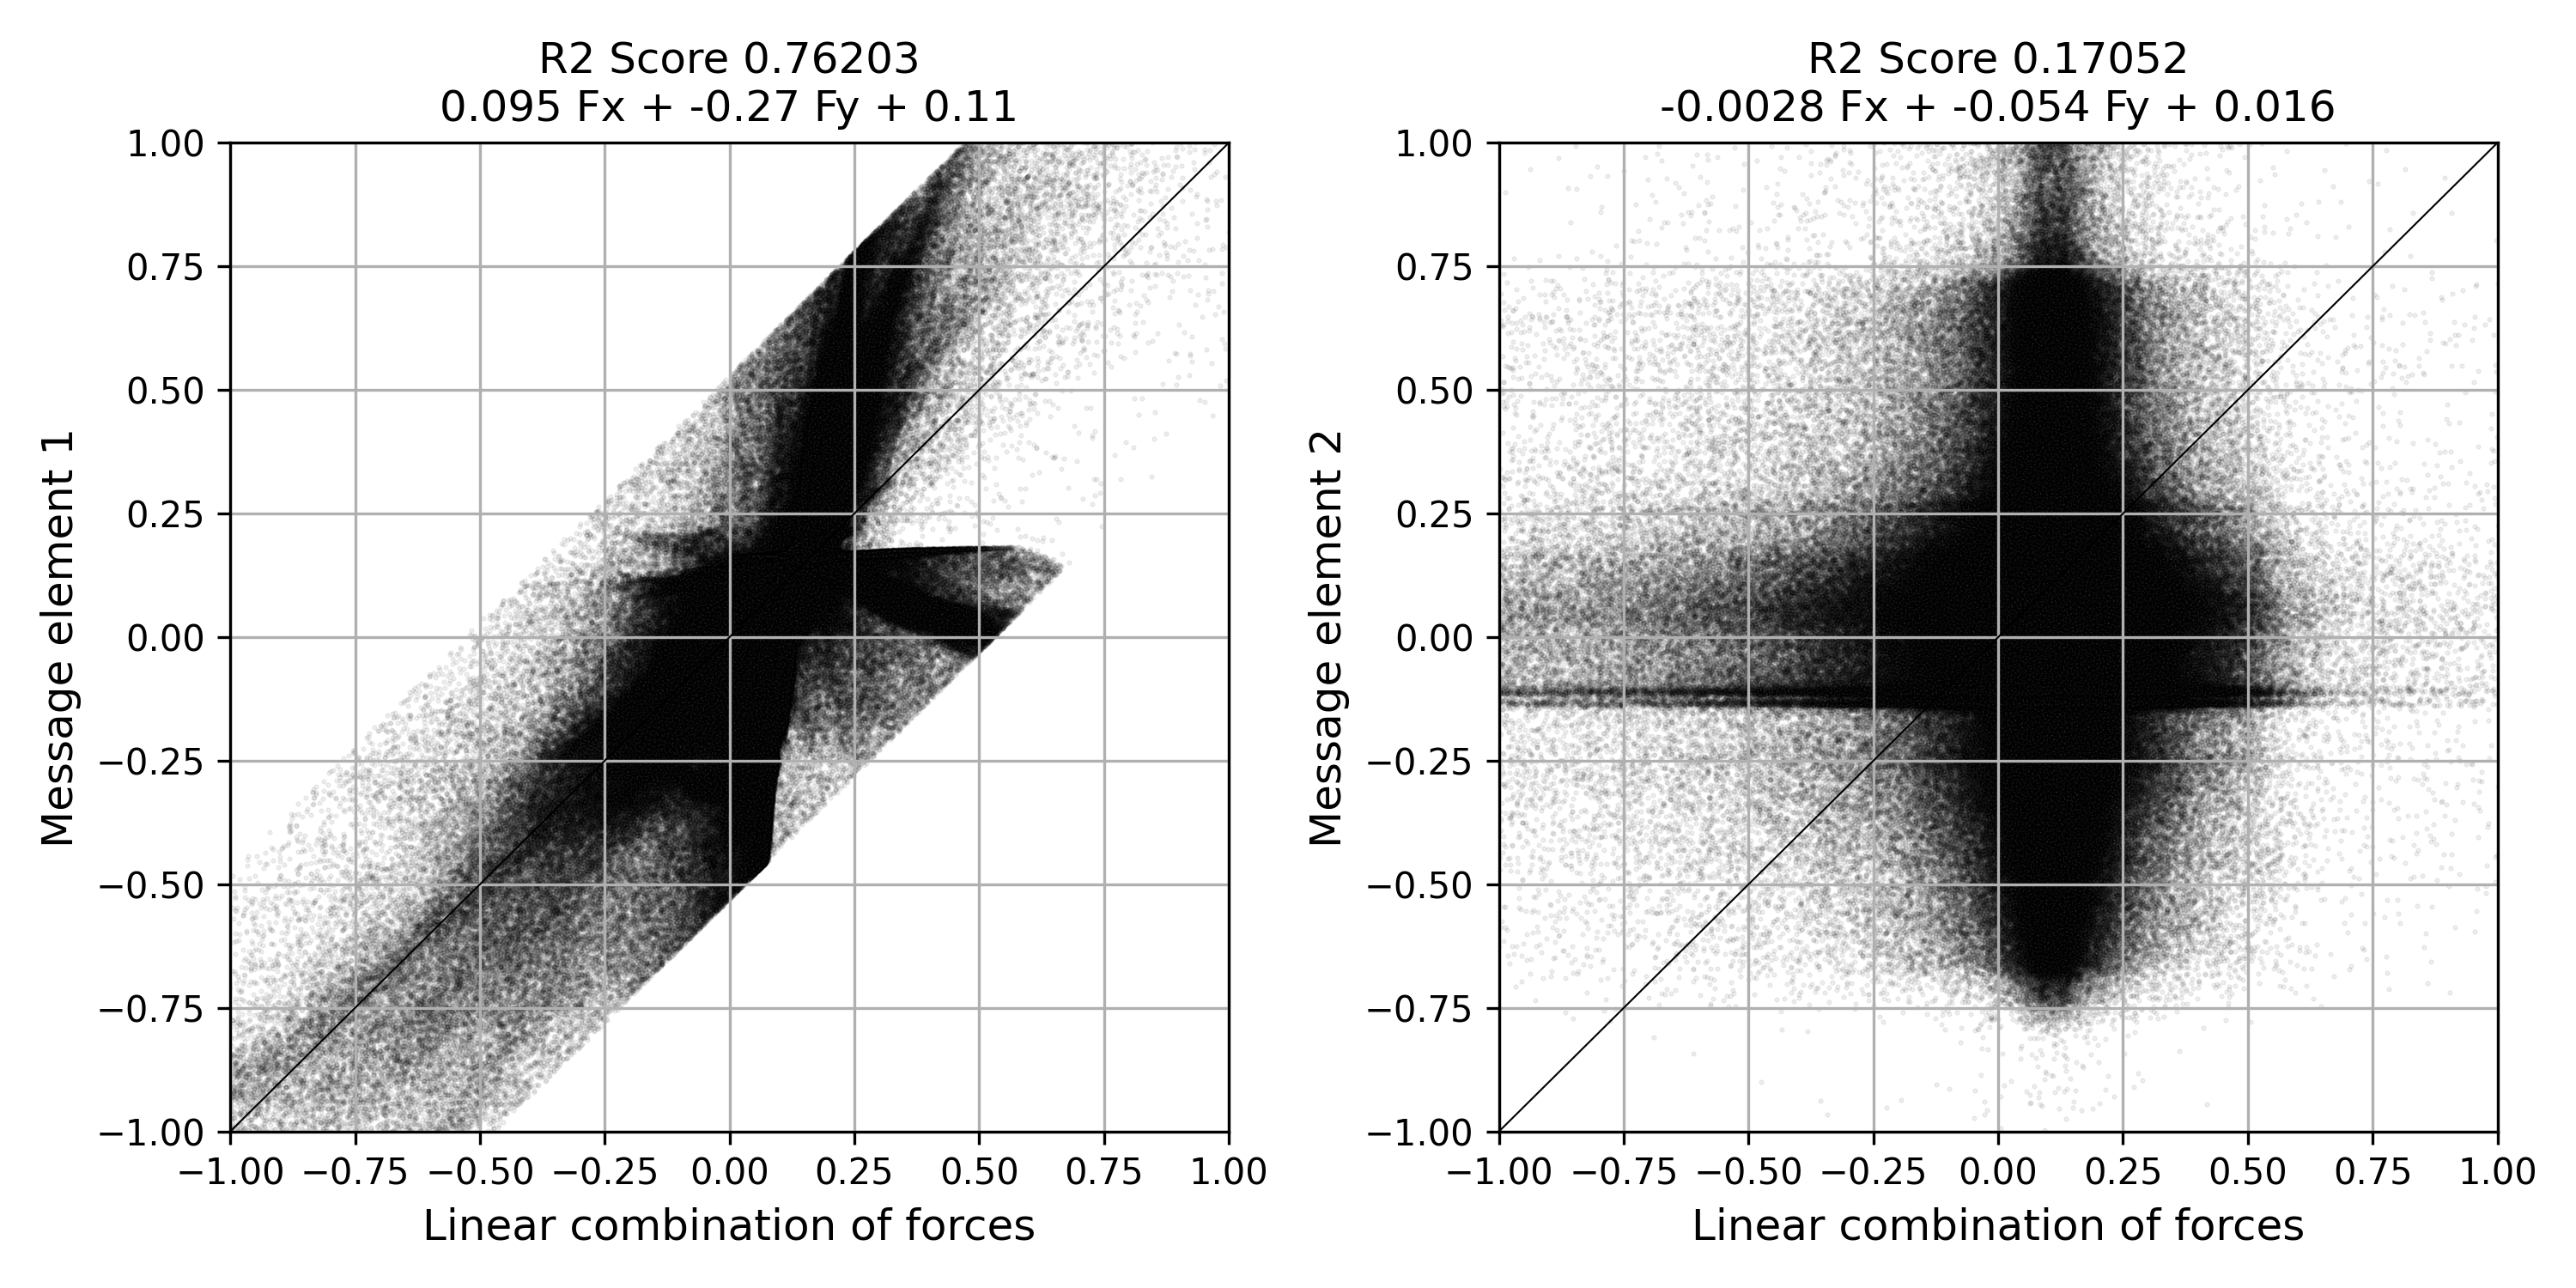 R2 Score 0.76203
0.095 Fx + -0.27 Fy + 0.11
1.00
0.75
0.50
0.25
0.00
−0.25
−0.50
−0.75
−1.00
Message element 1
−1.00 −0.75 −0.50 −0.25 0.00 0.25 0.50 0.75 1.00
Linear combination of forces
R2 Score 0.17052
-0.0028 Fx + -0.054 Fy + 0.016
1.00
0.75
0.50
0.25
0.00
−0.25
−0.50
−0.75
−1.00
Message element 2
−1.00 −0.75 −0.50 −0.25 0.00 0.25 0.50 0.75 1.00
Linear combination of forces